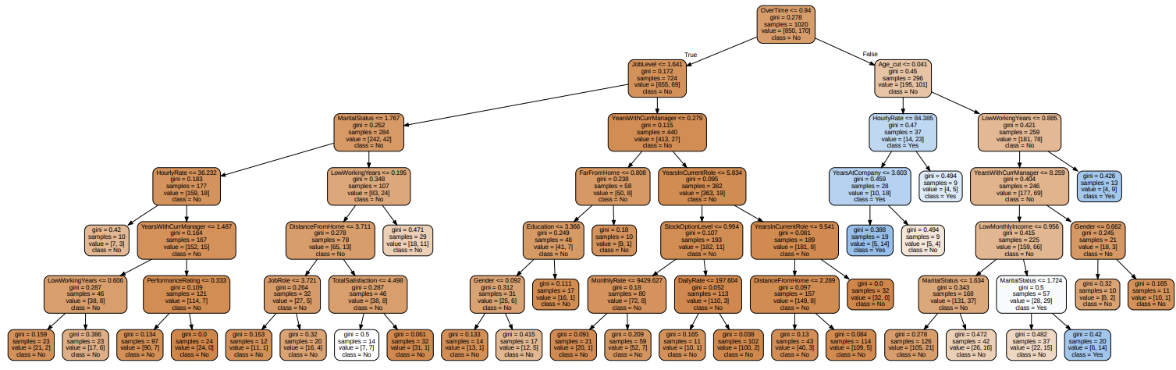 OverTime <= 0.94
gini = 0.278
samples = 1020
value = [850, 170]
class = No
True
False
JobLevel <= 1.641
gini = 0.172
samples = 724
value = [655, 69]
class = No
Age_cut <= 0.041
gini = 0.45
samples = 296
value = [195, 101]
class = No
MaritalStatus <= 1.767
gini = 0.252
samples = 284
value = [242, 42]
class = No
YearsWithCurrManager <= 0.279
gini = 0.115
samples = 440
value = [413, 27]
class = No
HourlyRate <= 84.385
gini = 0.47
samples = 37
value = [14, 23]
class = Yes
LowWorkingYears <= 0.885
gini = 0.421
samples = 259
value = [181, 78]
class = No
HourlyRate <= 36.232
gini = 0.183
samples = 177
value = [159, 18]
class = No
LowWorkingYears <= 0.195
gini = 0.348
samples = 107
value = [83, 24]
class = No
FarFromHome <= 0.808
gini = 0.238
samples = 58
value = [50, 8]
class = No
YearsInCurrentRole <= 5.634
gini = 0.095
samples = 382
value = [363, 19]
class = No
YearsAtCompany <= 3.603
gini = 0.459
samples = 28
value = [10, 18]
class = Yes
gini = 0.494
samples = 9
value = [4, 5]
class = Yes
YearsWithCurrManager <= 8.259
gini = 0.404
samples = 246
value = [177, 69]
class = No
gini = 0.426
samples = 13
value = [4, 9]
class = Yes
gini = 0.42
samples = 10
value = [7, 3]
class = No
YearsWithCurrManager <= 1.487
gini = 0.164
samples = 167
value = [152, 15]
class = No
DistanceFromHome <= 3.711
gini = 0.278
samples = 78
value = [65, 13]
class = No
gini = 0.471
samples = 29
value = [18, 11]
class = No
Education <= 3.366
gini = 0.249
samples = 48
value = [41, 7]
class = No
gini = 0.18
samples = 10
value = [9, 1]
class = No
StockOptionLevel <= 0.994
gini = 0.107
samples = 193
value = [182, 11]
class = No
YearsInCurrentRole <= 9.541
gini = 0.081
samples = 189
value = [181, 8]
class = No
gini = 0.388
samples = 19
value = [5, 14]
class = Yes
gini = 0.494
samples = 9
value = [5, 4]
class = No
LowMonthlyIncome <= 0.956
gini = 0.415
samples = 225
value = [159, 66]
class = No
Gender <= 0.662
gini = 0.245
samples = 21
value = [18, 3]
class = No
LowWorkingYears <= 0.606
gini = 0.287
samples = 46
value = [38, 8]
class = No
PerformanceRating <= 0.333
gini = 0.109
samples = 121
value = [114, 7]
class = No
JobRole <= 3.721
gini = 0.264
samples = 32
value = [27, 5]
class = No
TotalSatisfaction <= 4.498
gini = 0.287
samples = 46
value = [38, 8]
class = No
Gender <= 0.092
gini = 0.312
samples = 31
value = [25, 6]
class = No
gini = 0.111
samples = 17
value = [16, 1]
class = No
MonthlyRate <= 9429.627
gini = 0.18
samples = 80
value = [72, 8]
class = No
DailyRate <= 197.604
gini = 0.052
samples = 113
value = [110, 3]
class = No
DistanceFromHome <= 2.289
gini = 0.097
samples = 157
value = [149, 8]
class = No
gini = 0.0
samples = 32
value = [32, 0]
class = No
MaritalStatus <= 1.634
gini = 0.343
samples = 168
value = [131, 37]
class = No
MaritalStatus <= 1.724
gini = 0.5
samples = 57
value = [28, 29]
class = Yes
gini = 0.32
samples = 10
value = [8, 2]
class = No
gini = 0.165
samples = 11
value = [10, 1]
class = No
gini = 0.159
samples = 23
value = [21, 2]
class = No
gini = 0.386
samples = 23
value = [17, 6]
class = No
gini = 0.134
samples = 97
value = [90, 7]
class = No
gini = 0.0
samples = 24
value = [24, 0]
class = No
gini = 0.153
samples = 12
value = [11, 1]
class = No
gini = 0.32
samples = 20
value = [16, 4]
class = No
gini = 0.5
samples = 14
value = [7, 7]
class = No
gini = 0.061
samples = 32
value = [31, 1]
class = No
gini = 0.133
samples = 14
value = [13, 1]
class = No
gini = 0.415
samples = 17
value = [12, 5]
class = No
gini = 0.091
samples = 21
value = [20, 1]
class = No
gini = 0.209
samples = 59
value = [52, 7]
class = No
gini = 0.165
samples = 11
value = [10, 1]
class = No
gini = 0.038
samples = 102
value = [100, 2]
class = No
gini = 0.13
samples = 43
value = [40, 3]
class = No
gini = 0.084
samples = 114
value = [109, 5]
class = No
gini = 0.278
samples = 126
value = [105, 21]
class = No
gini = 0.472
samples = 42
value = [26, 16]
class = No
gini = 0.482
samples = 37
value = [22, 15]
class = No
gini = 0.42
samples = 20
value = [6, 14]
class = Yes